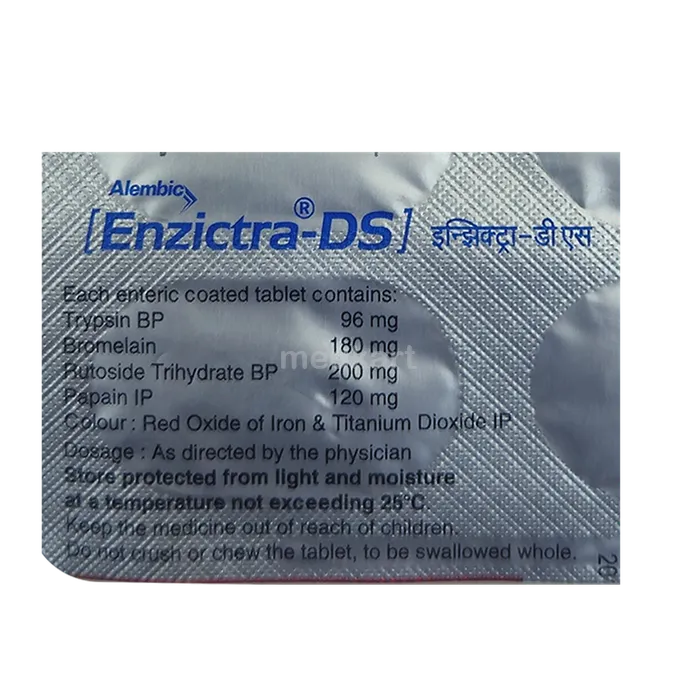 Alembic
[Enzictra®-DS] इन्झिक्ट्रा-डी एस
Each enteric coated tablet contains:
Trypsin BP 96 mg
Bromelain 180 mg
Rutoside Trihydrate BP 200 mg
Papain IP 120 mg
Colour : Red Oxide of Iron & Titanium Dioxide IP
Dosage : As directed by the physician
Store protected from light and moisture
at a temperature not exceeding 25°C.
Keep the medicine out of reach of children.
Do not crush or chew the tablet, to be swallowed whole.